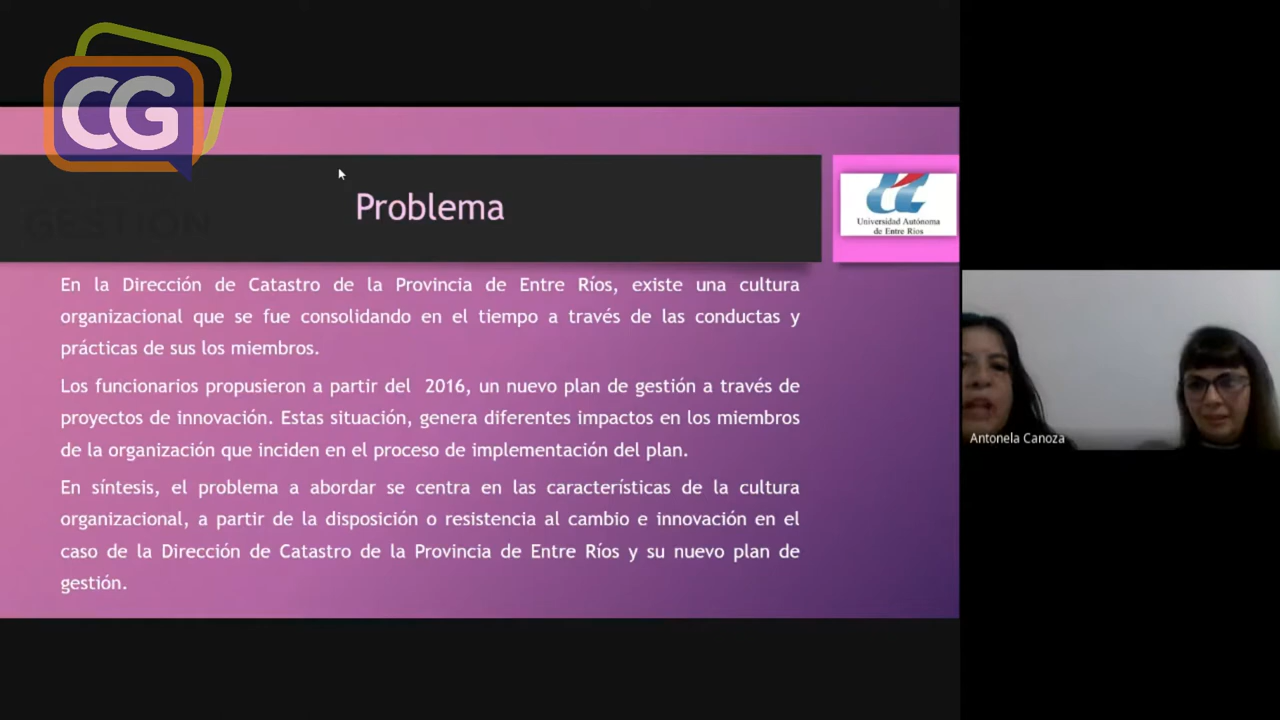 CG
GESTION
Problema
Universidad Autónoma
de Entre Ríos
En la Dirección de Catastro de la Provincia de Entre Ríos, existe una cultura
organizacional que se fue consolidando en el tiempo a través de las conductas y
prácticas de sus los miembros.
Los funcionarios propusieron a partir del  2016, un nuevo plan de gestión a través de
proyectos de innovación. Estas situación, genera diferentes impactos en los miembros
de la organización que inciden en el proceso de implementación del plan.
En síntesis, el problema a abordar se centra en las características de la cultura
organizacional, a partir de la disposición o resistencia al cambio e innovación en el
caso de la Dirección de Catastro de la Provincia de Entre Ríos y su nuevo plan de
gestión.
Antonela Canoza